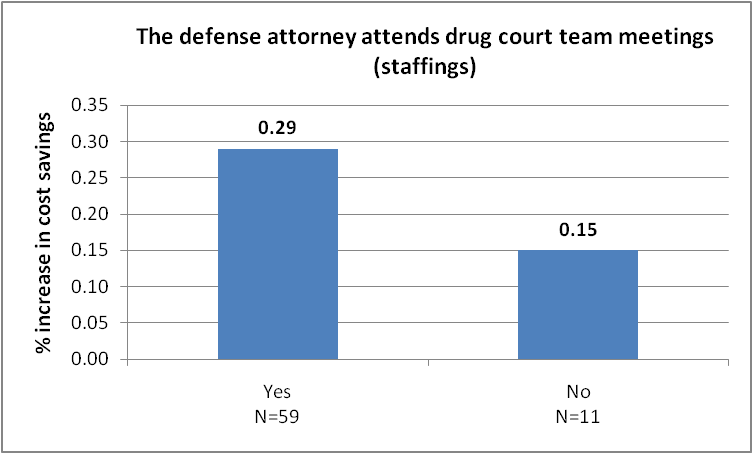 The defense attorney attends drug court team meetings
(staffings)
% increase in cost savings
0.35
0.30
0.25
0.20
0.15
0.10
0.05
0.00
0.29
0.15
Yes
N=59
No
N=11